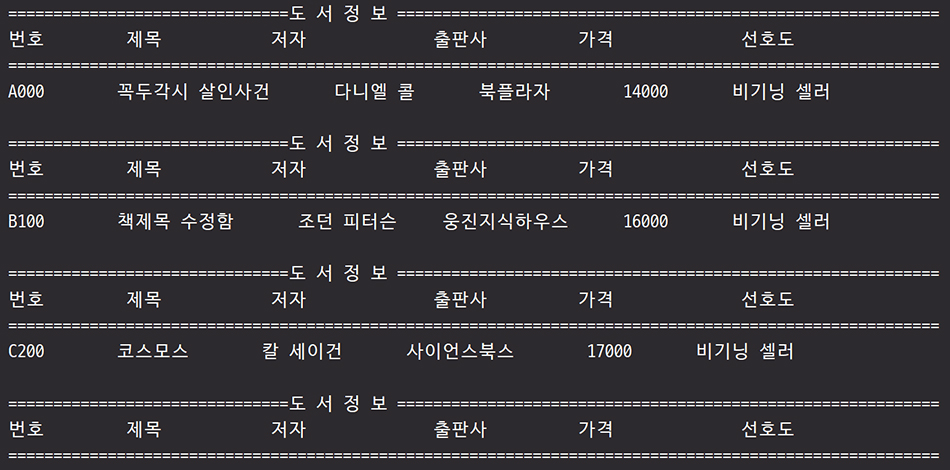 ===============================도 서 정 보 ============================================================
번호 제목 저자 출판사 가격 선호도
=======================================================================================================
A000 꼭두각시 살인사건 다니엘 콜 북플라자 14000 비기닝 셀러
===============================도 서 정 보 ============================================================
번호 제목 저자 출판사 가격 선호도
=======================================================================================================
B100 책제목 수정함 조던 피터슨 웅진지식하우스 16000 비기닝 셀러
===============================도 서 정 보 ============================================================
번호 제목 저자 출판사 가격 선호도
=======================================================================================================
C200 코스모스 칼 세이건 사이언스북스 17000 비기닝 셀러
===============================도 서 정 보 ============================================================
번호 제목 저자 출판사 가격 선호도
=======================================================================================================